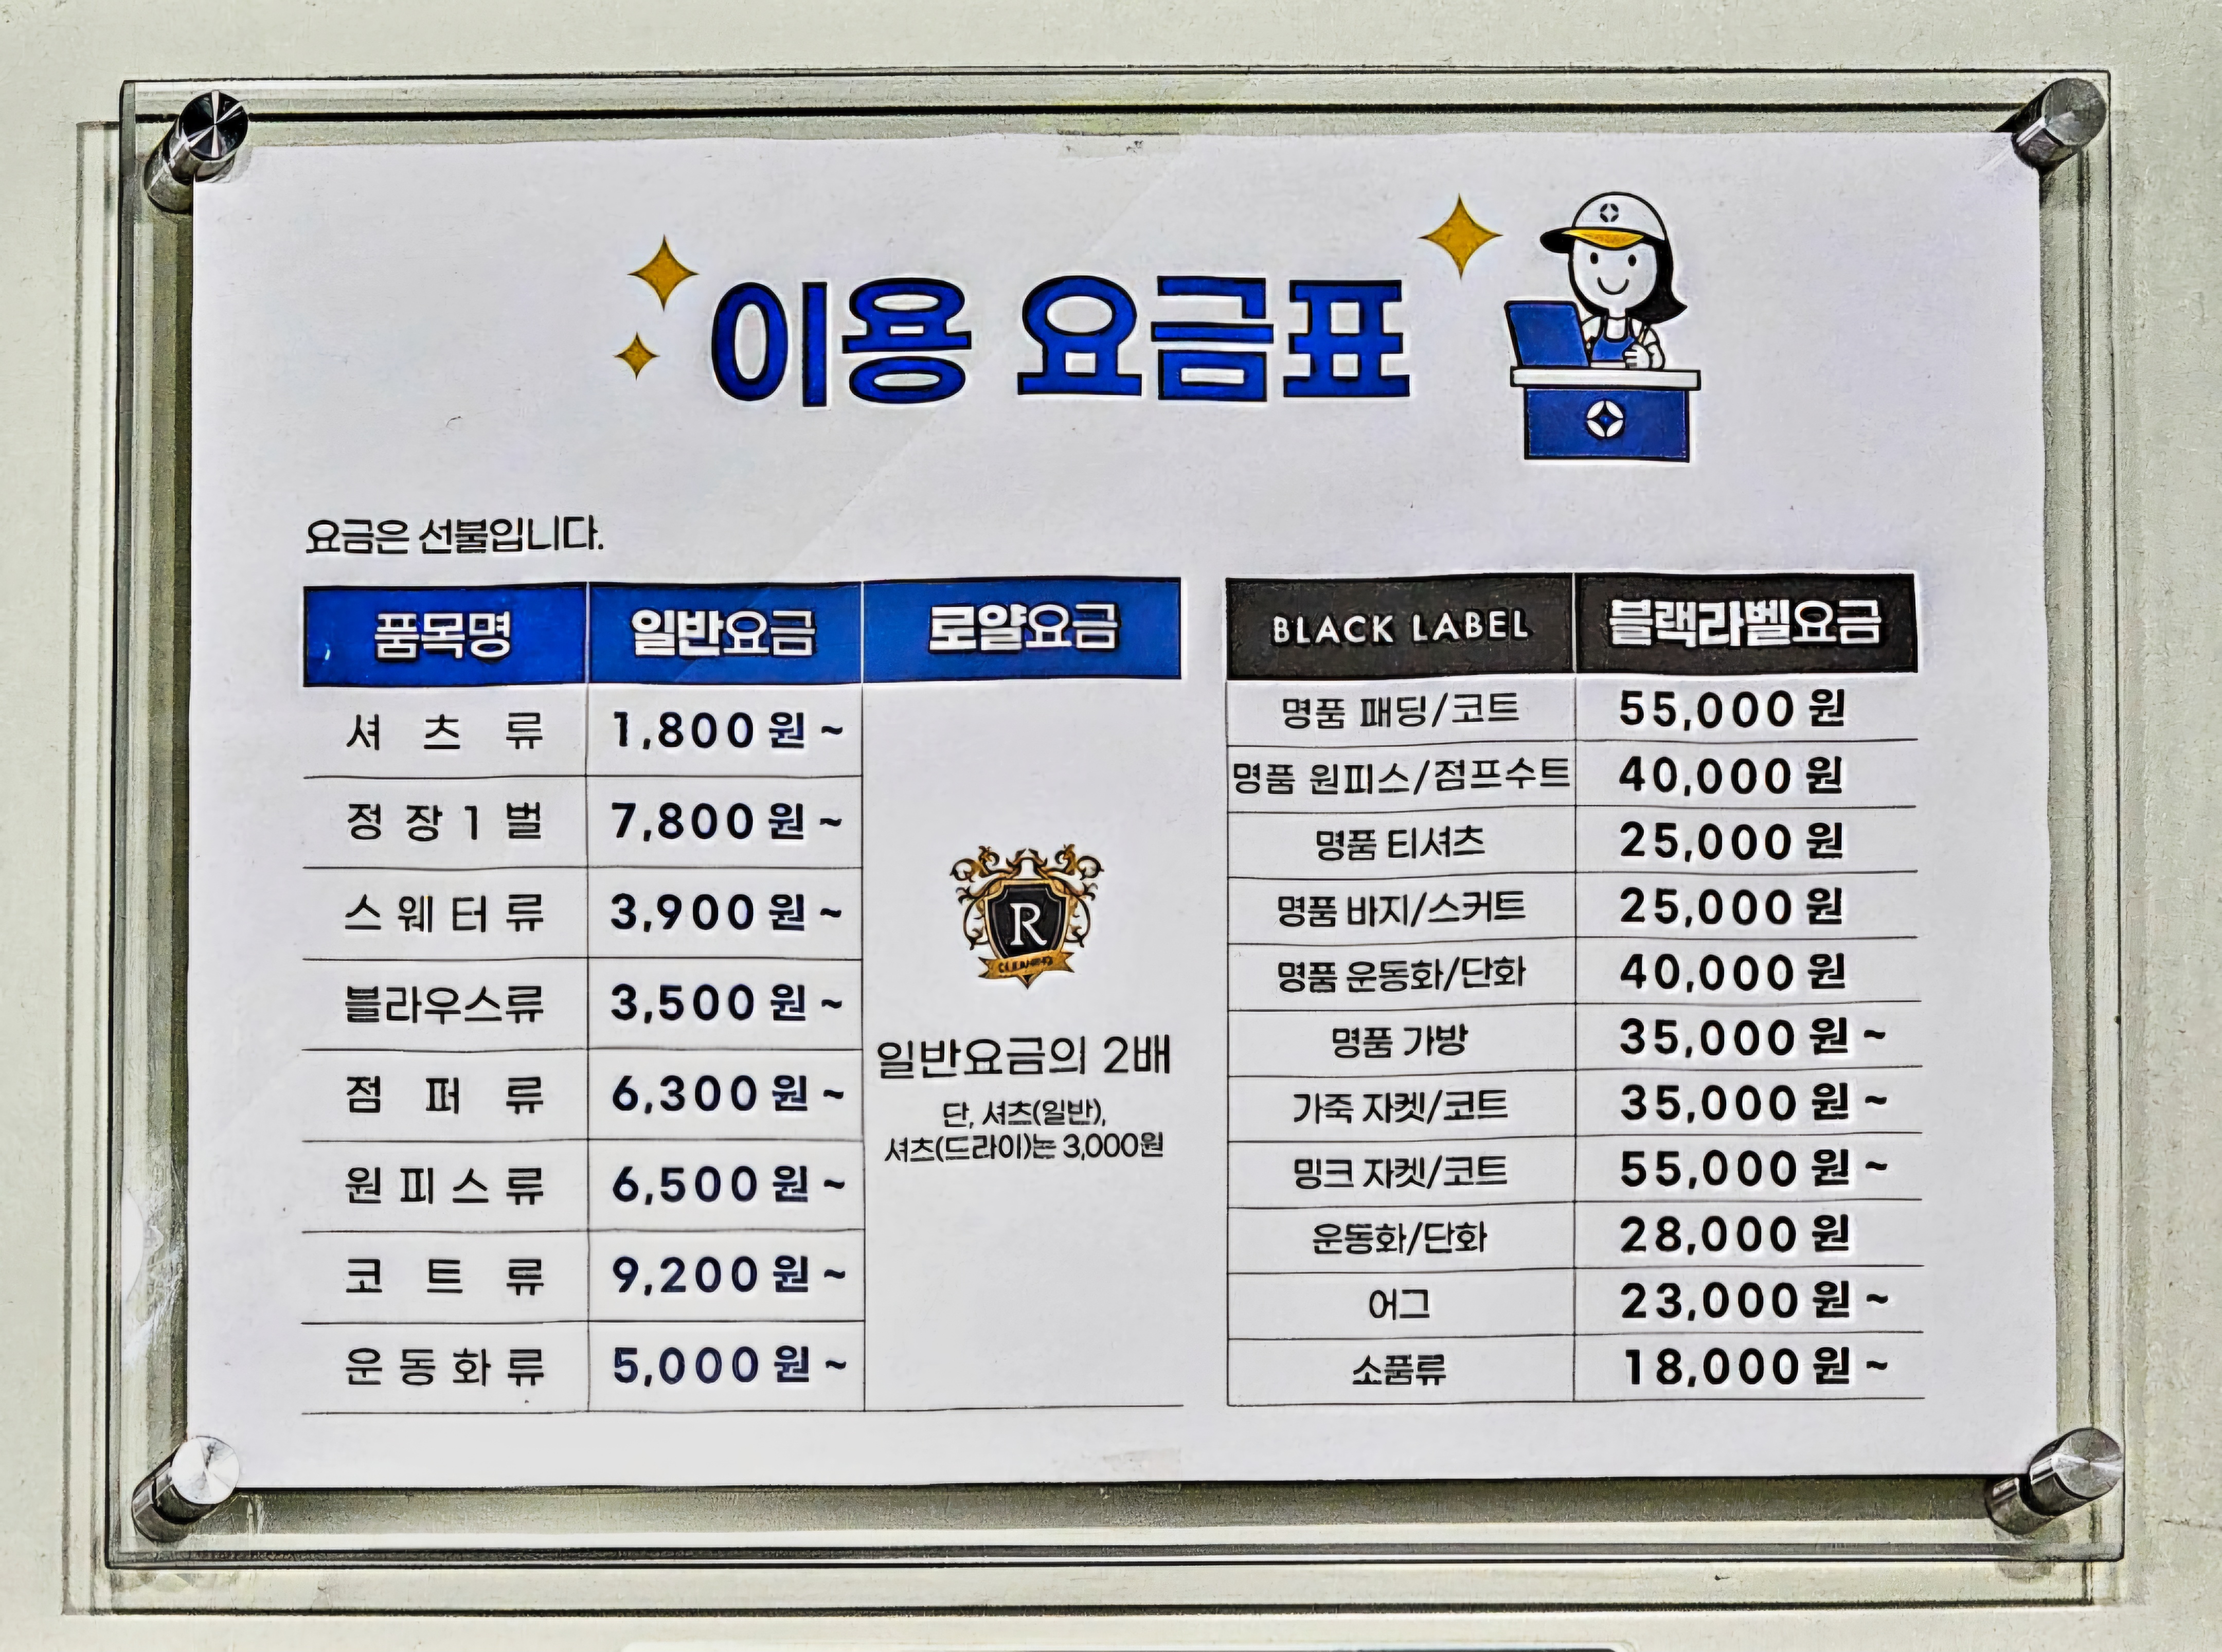 이용 요금표
요금은 선불입니다.
품목명 일반요금 로얄요금
셔츠류 1,800원~
정장1벌 7,800원~
스웨터류 3,900원~
블라우스류 3,500원~
점퍼류 6,300원~
원피스류 6,500원~
코트류 9,200원~
운동화류 5,000원~
R
CLEANING
일반요금의 2배
단, 셔츠(일반),
셔츠(드라이)는 3,000원
BLACK LABEL 블랙라벨요금
명품 패딩/코트 55,000원
명품 원피스/점프수트 40,000원
명품 티셔츠 25,000원
명품 바지/스커트 25,000원
명품 운동화/단화 40,000원
명품 가방 35,000원~
가죽 자켓/코트 35,000원~
밍크 자켓/코트 55,000원~
운동화/단화 28,000원
어그 23,000원~
소품류 18,000원~